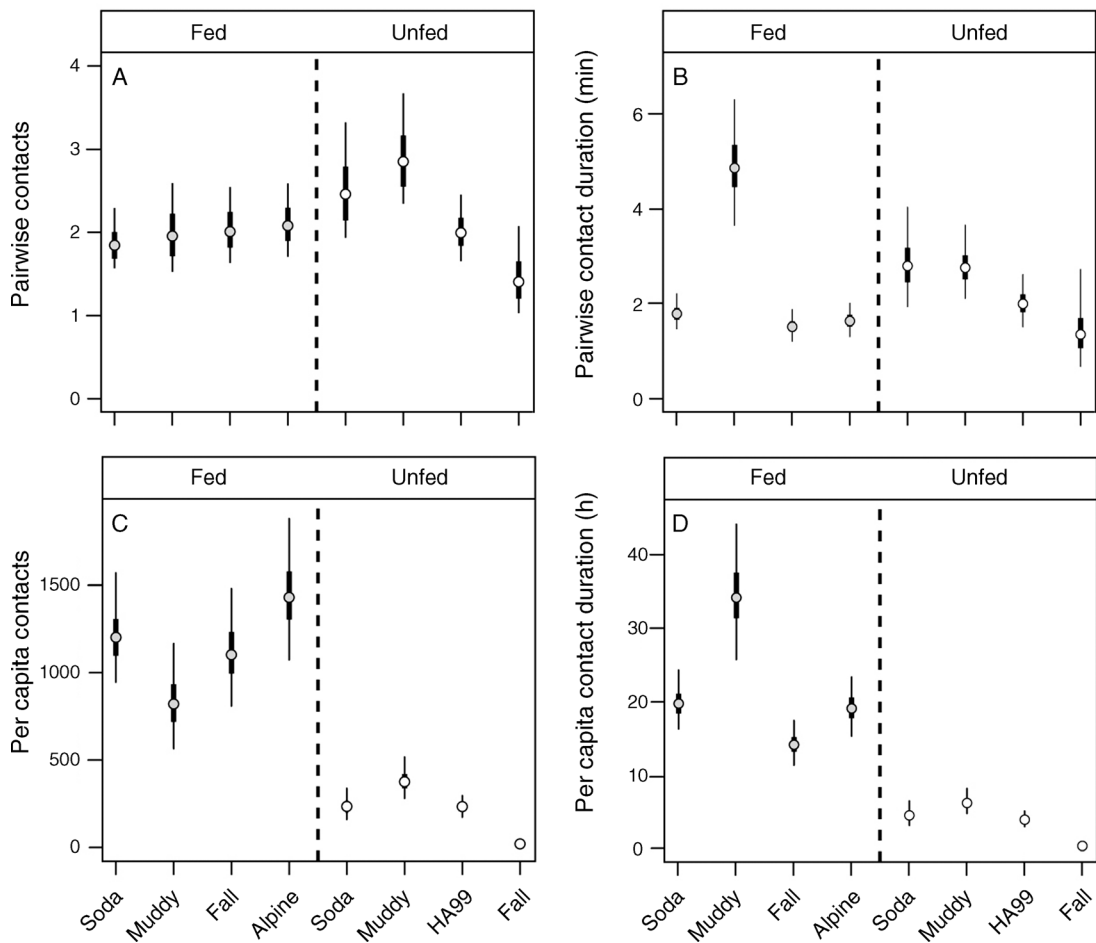 Fed Unfed
A
Pairwise contacts
4
3
2
1
0
Fed Unfed
B
Pairwise contact duration (min)
6
4
2
0
Fed Unfed
C
Per capita contacts
1500
1000
500
0
Soda Muddy Fall Alpine Soda Muddy HA99 Fall
Fed Unfed
D
Per capita contact duration (h)
40
30
20
10
0
Soda Muddy Fall Alpine Soda Muddy HA99 Fall